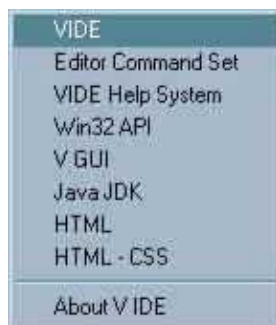 VIDE
Editor Command Set
VIDE Help System
Win32 API
V GUI
Java JDK
HTML
HTML - CSS
About V IDE